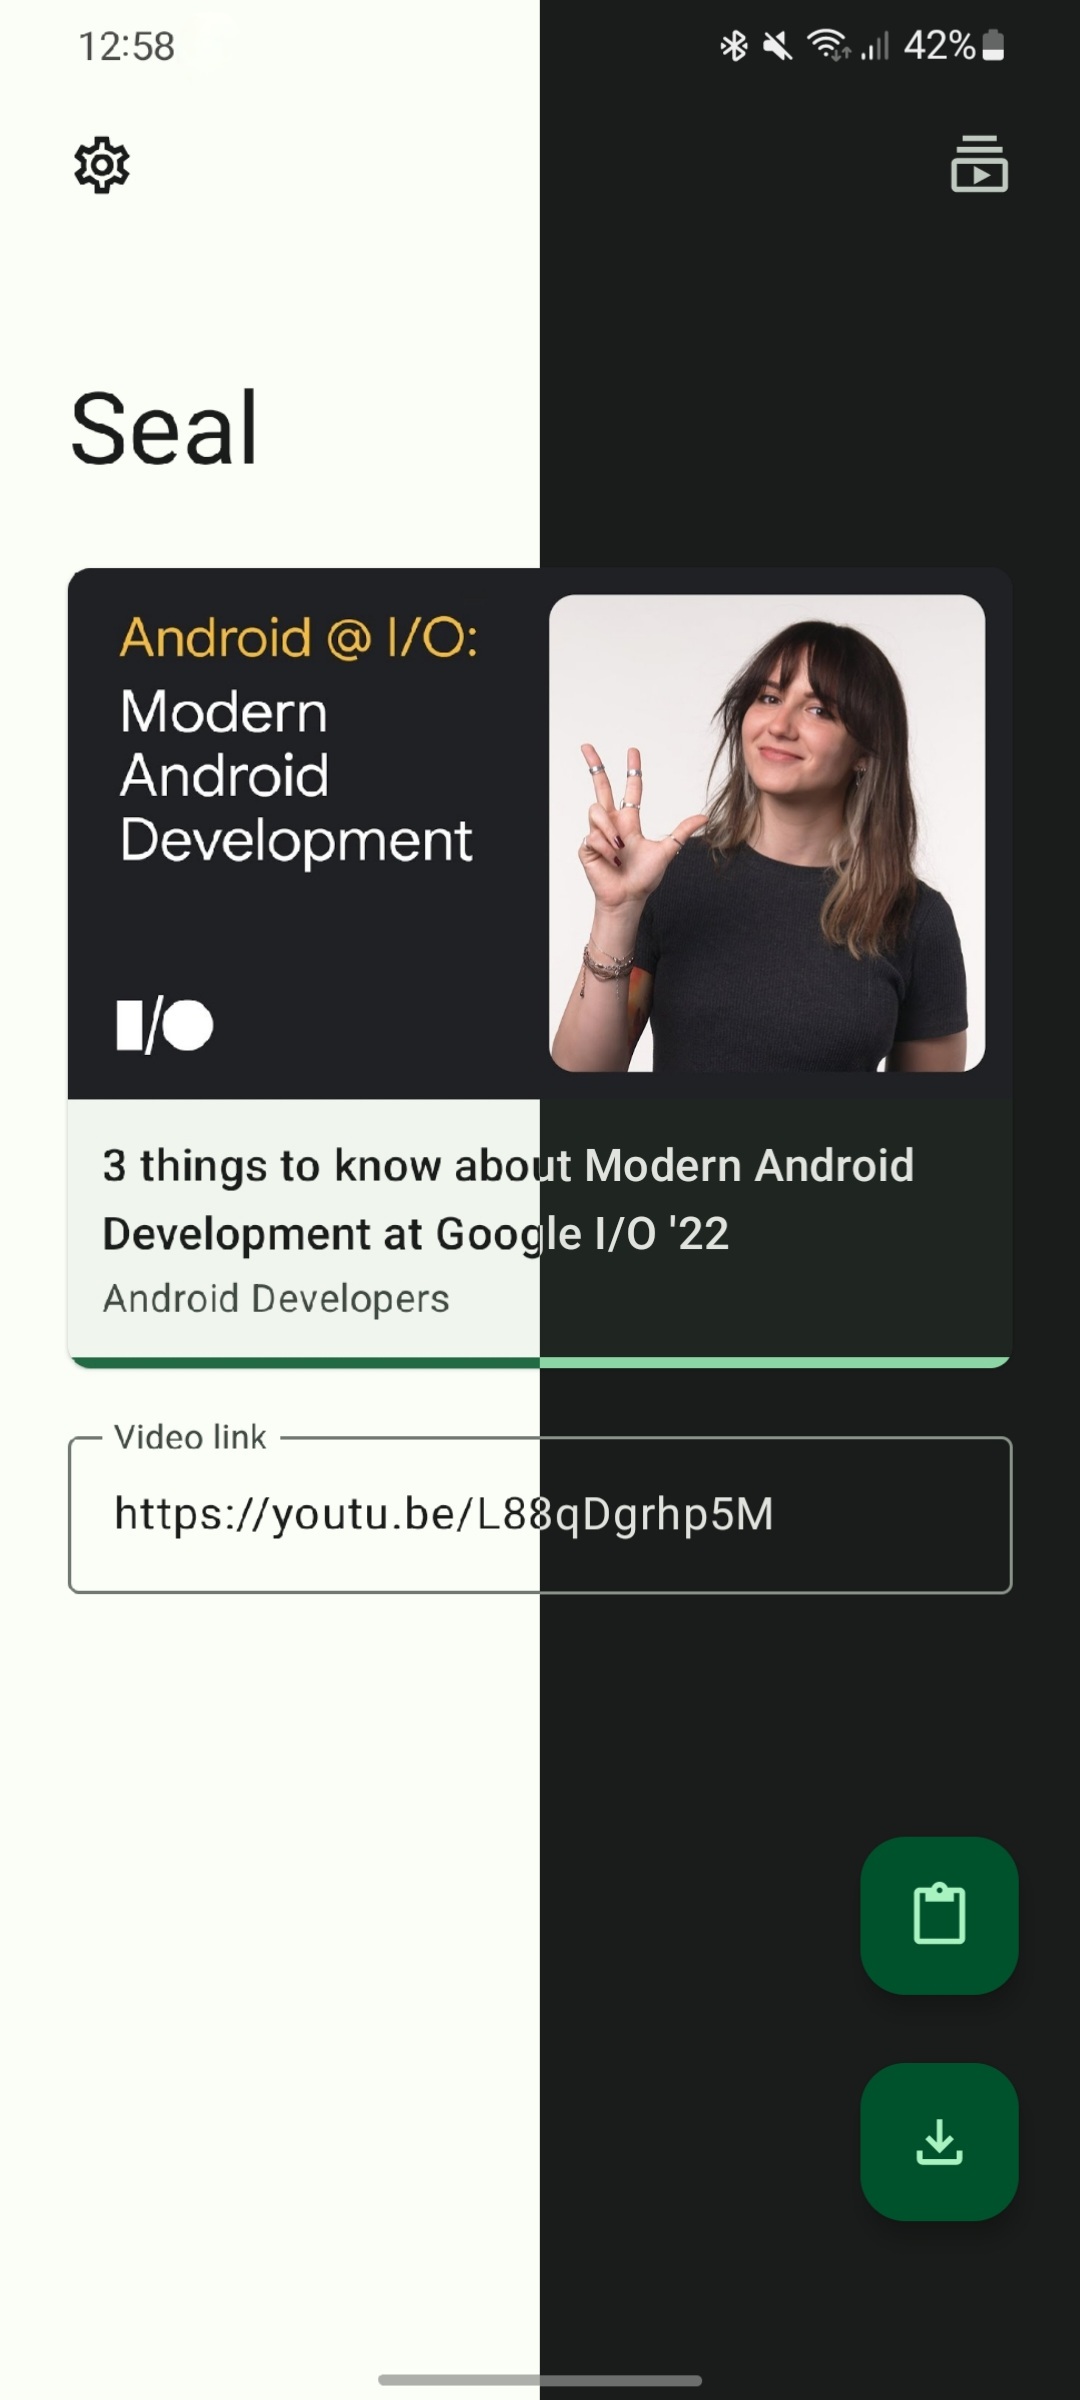 12:58
42%
Seal
Android @ I/O:
Modern
Android
Development
I/O
3 things to know about Modern Android
Development at Google I/O '22
Android Developers
Video link
https://youtu.be/L88qDgrhp5M